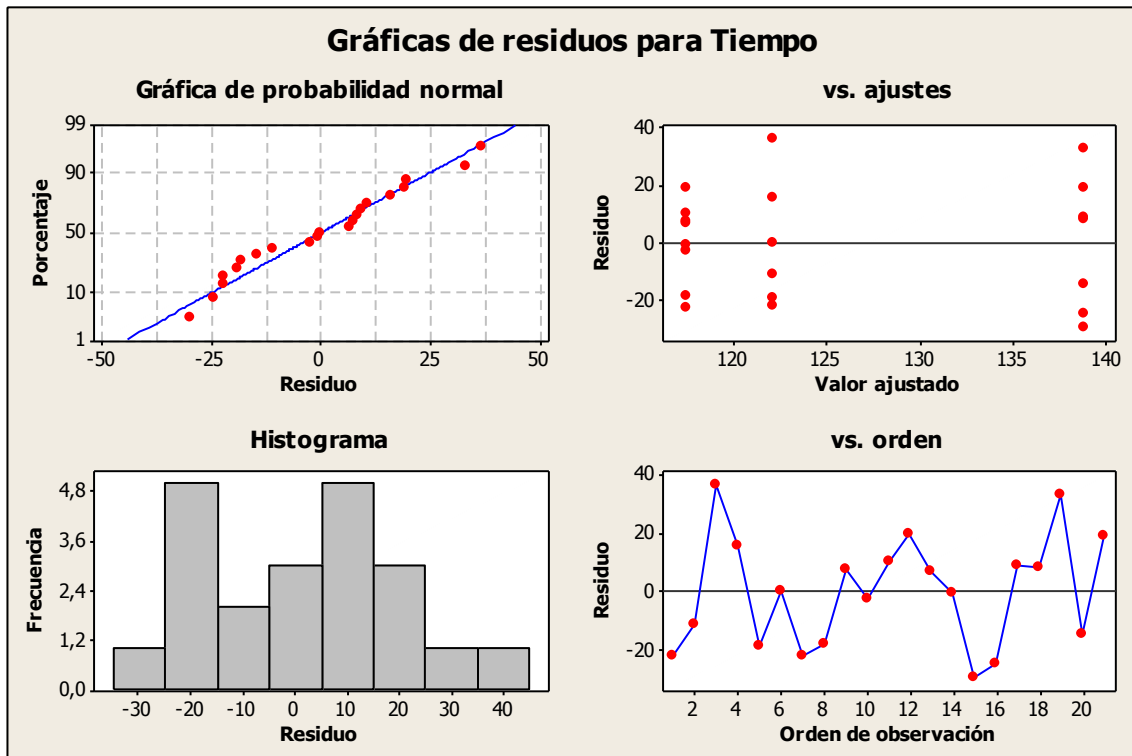 Gráficas de residuos para Tiempo
Gráfica de probabilidad normal
99
90
50
10
1
Porcentaje
-50 -25 0 25 50
Residuo
vs. ajustes
40
20
0
-20
Residuo
120 125 130 135 140
Valor ajustado
Histograma
4,8
3,6
2,4
1,2
0,0
Frecuencia
-30 -20 -10 0 10 20 30 40
Residuo
vs. orden
40
20
0
-20
Residuo
2 4 6 8 10 12 14 16 18 20
Orden de observación